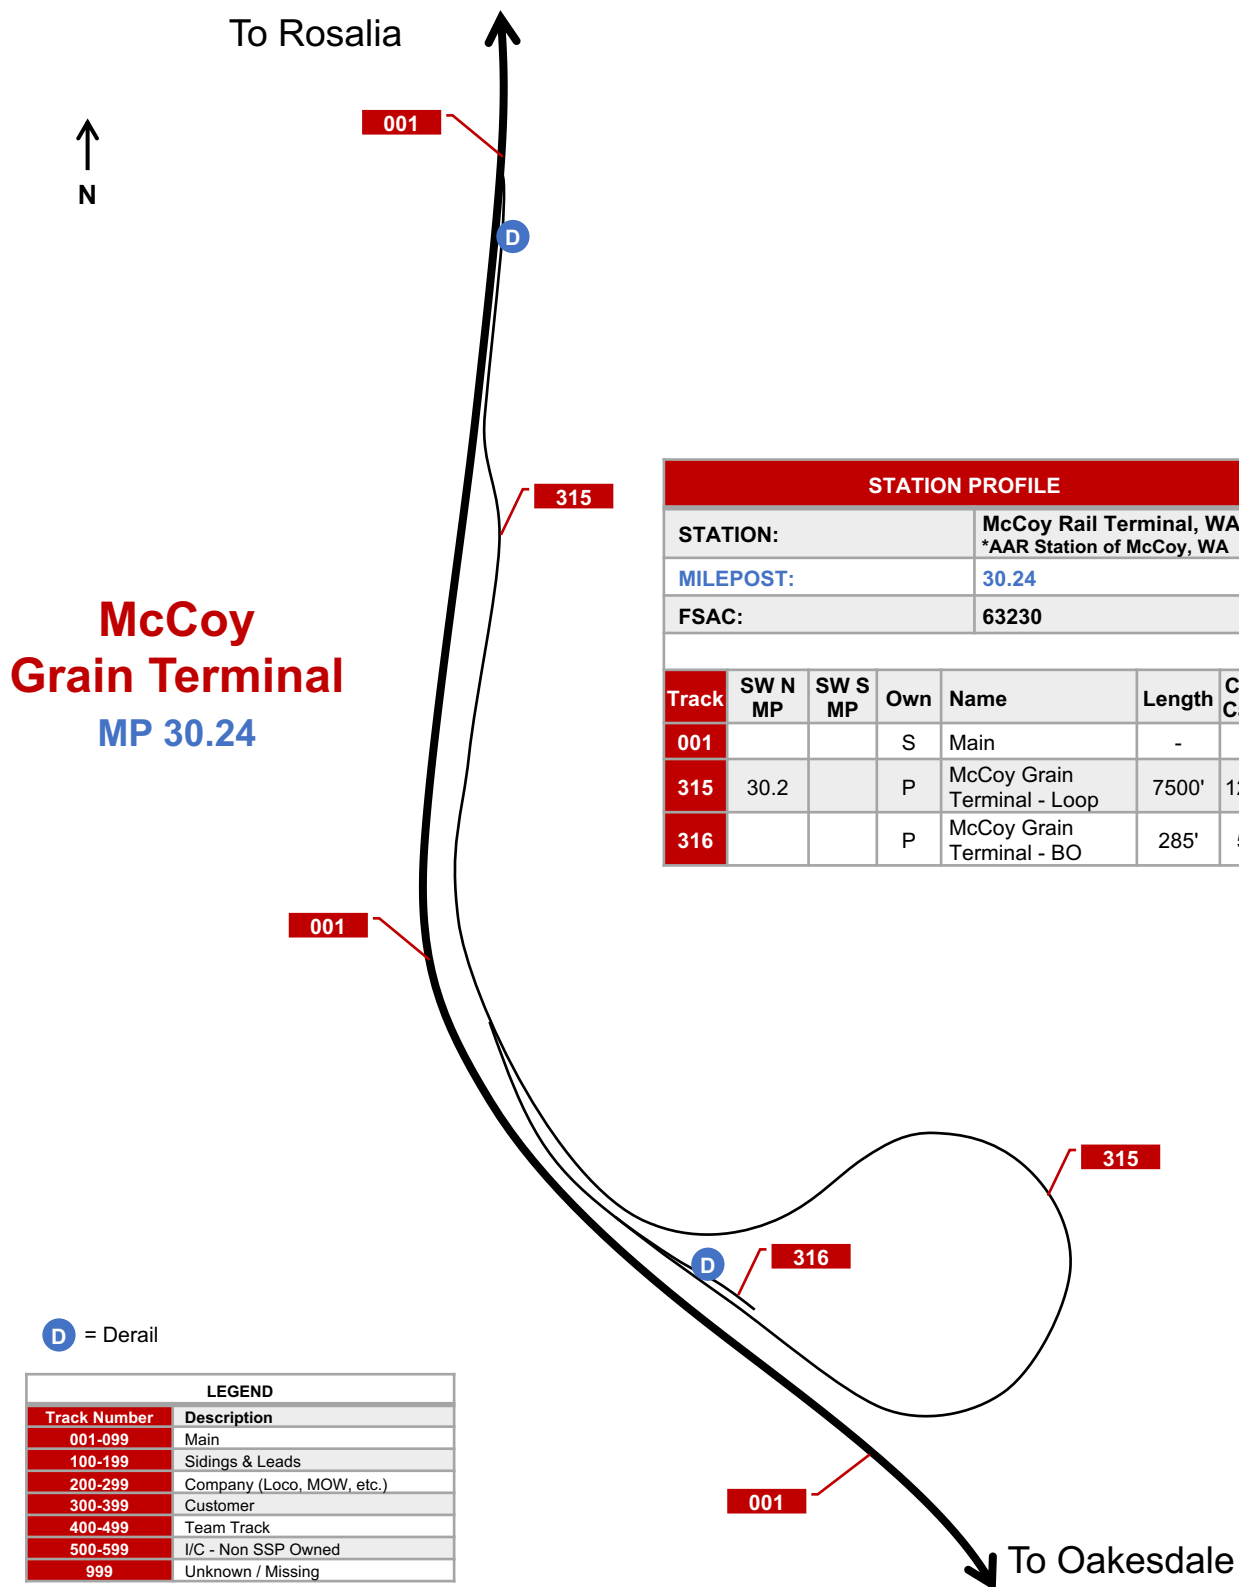 To Rosalia
001
N
D
315
STATION PROFILE
STATION: McCoy Rail Terminal, WA
*AAR Station of McCoy, WA
MILEPOST: 30.24
FSAC: 63230
McCoy
Grain Terminal
MP 30.24
Track SW N MP SW S MP Own Name Length
001 S Main -
315 30.2 P McCoy Grain Terminal - Loop 7500'
316 P McCoy Grain Terminal - BO 285'
001
315
316
D
D = Derail
LEGEND
Track Number Description
001-099 Main
100-199 Sidings & Leads
200-299 Company (Loco, MOW, etc.)
300-399 Customer
400-499 Team Track
500-599 I/C - Non SSP Owned
999 Unknown / Missing
001
To Oakesdale